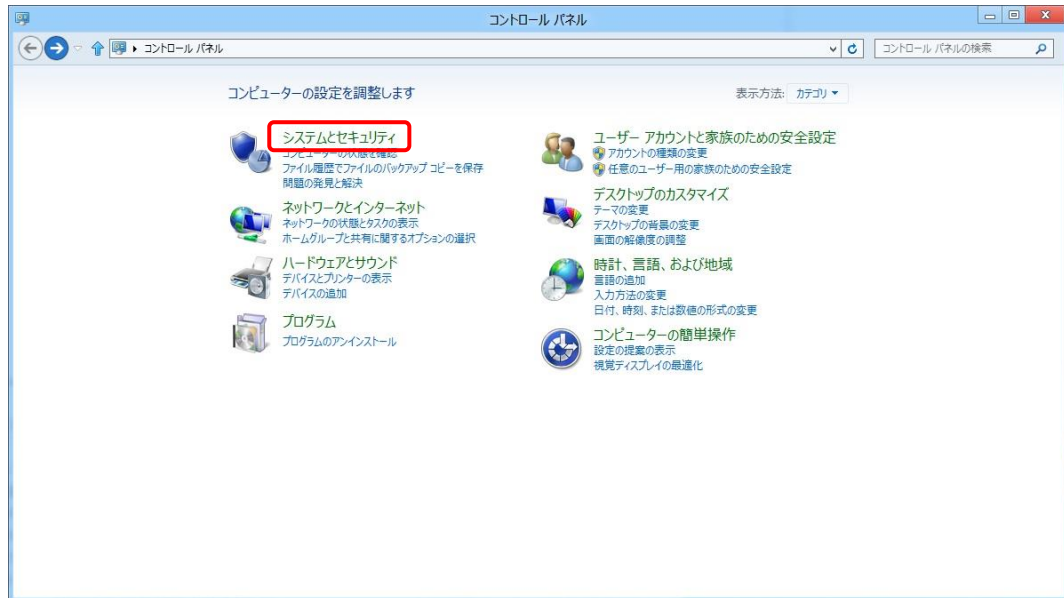 コントロール パネル
コントロール パネル
コントロール パネルの検索
コンピューターの設定を調整します
表示方法: カテゴリ
システムとセキュリティ
コンピューターの状態を確認
ファイル履歴でファイルのバックアップ コピーを保存
問題の発見と解決
ネットワークとインターネット
ネットワークの状態とタスクの表示
ホームグループと共有に関するオプションの選択
ハードウェアとサウンド
デバイスとプリンターの表示
デバイスの追加
プログラム
プログラムのアンインストール
ユーザー アカウントと家族のための安全設定
アカウントの種類の変更
任意のユーザー用の家族のための安全設定
デスクトップのカスタマイズ
テーマの変更
デスクトップの背景の変更
画面の解像度の調整
時計、言語、および地域
言語の追加
入力方法の変更
日付、時刻、または数値の形式の変更
コンピューターの簡単操作
設定の提案の表示
視覚ディスプレイの最適化